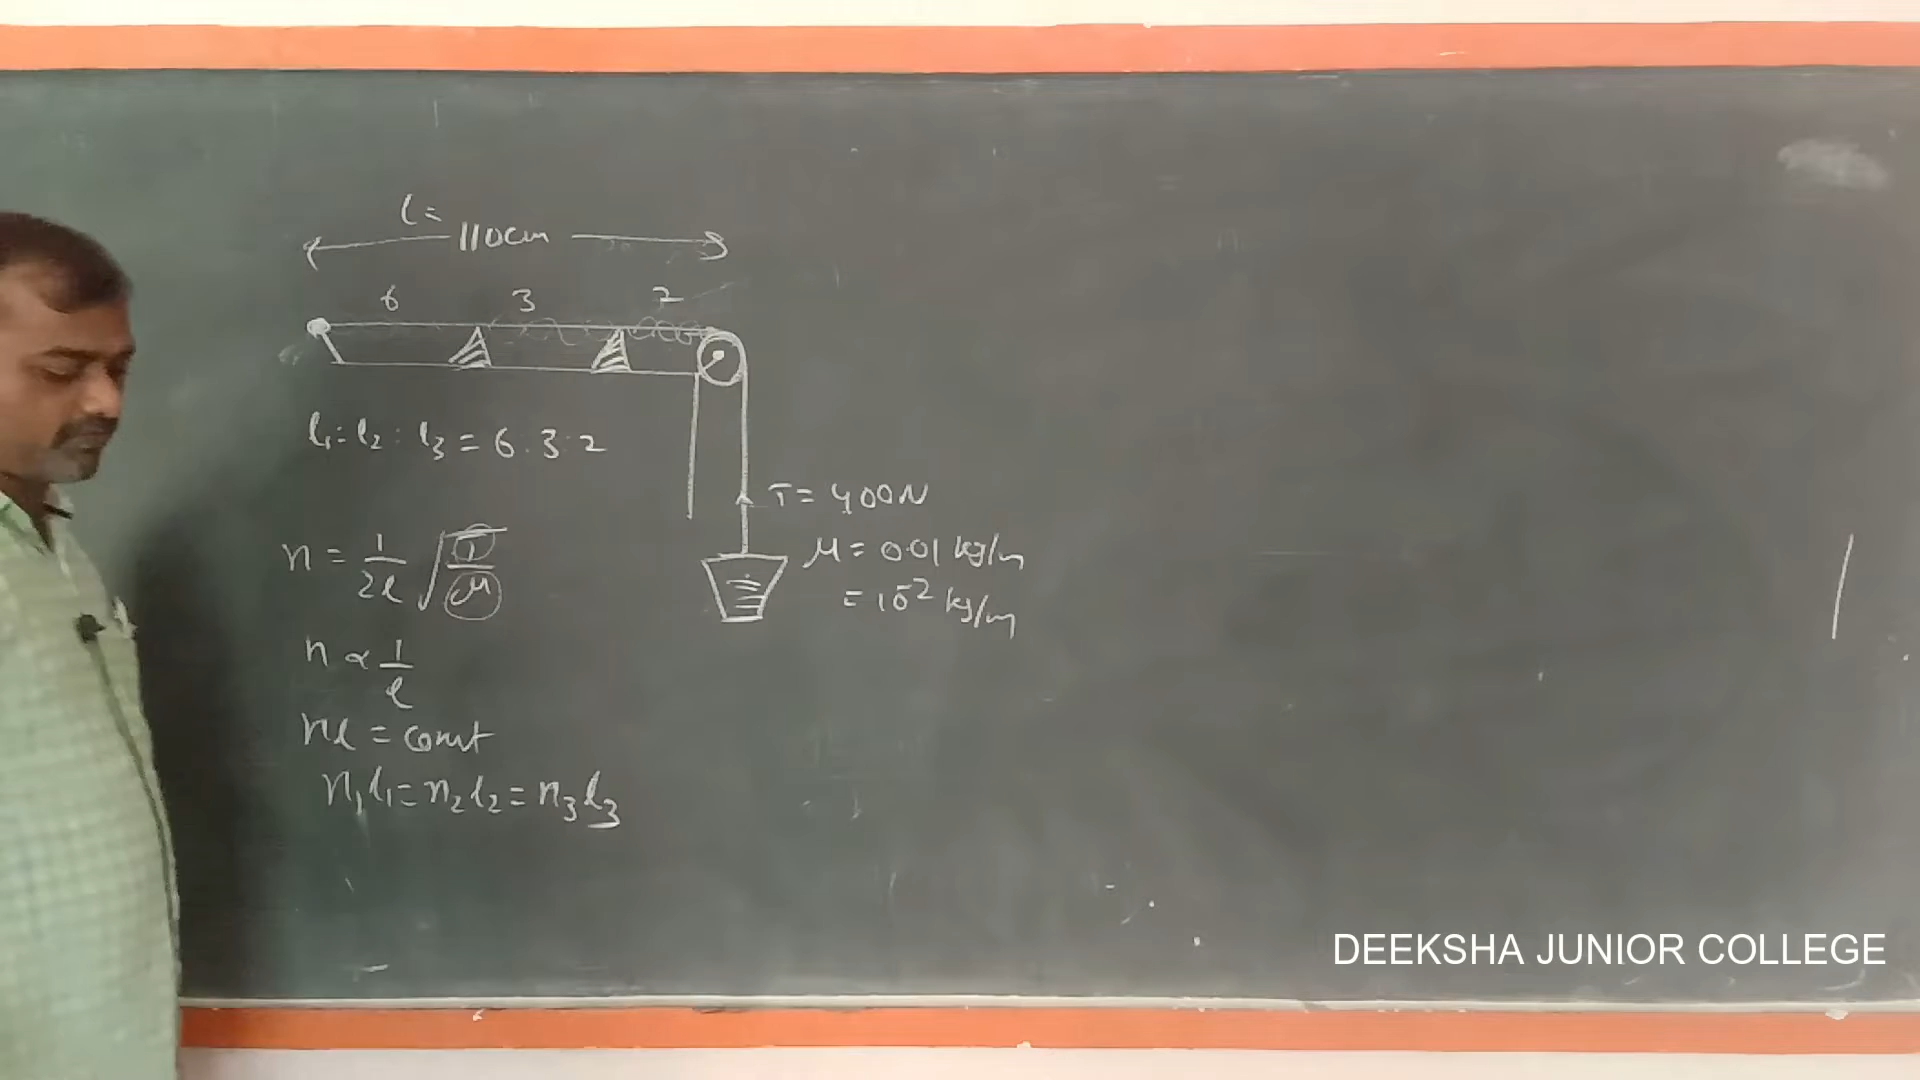 l =
110cm
6 3 2
l₁ : l₂ : l₃ = 6 : 3 : 2
T = 400N
μ = 0.01 kg/m
= 10⁻² kg/m
n = 1/2l √T/μ
n ∝ 1/l
nl = const
n₁l₁ = n₂l₂ = n₃l₃
DEEKSHA JUNIOR COLLEGE